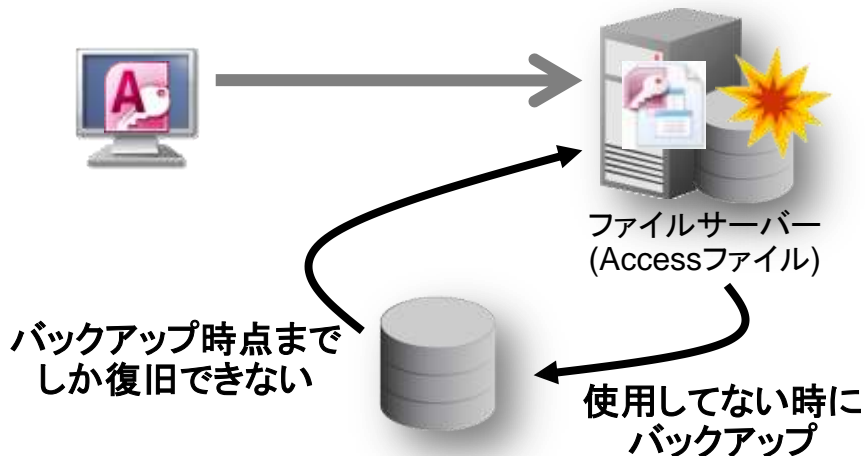 A
ファイルサーバー
(Accessファイル)
バックアップ時点まで
しか復旧できない
使用してない時に
バックアップ